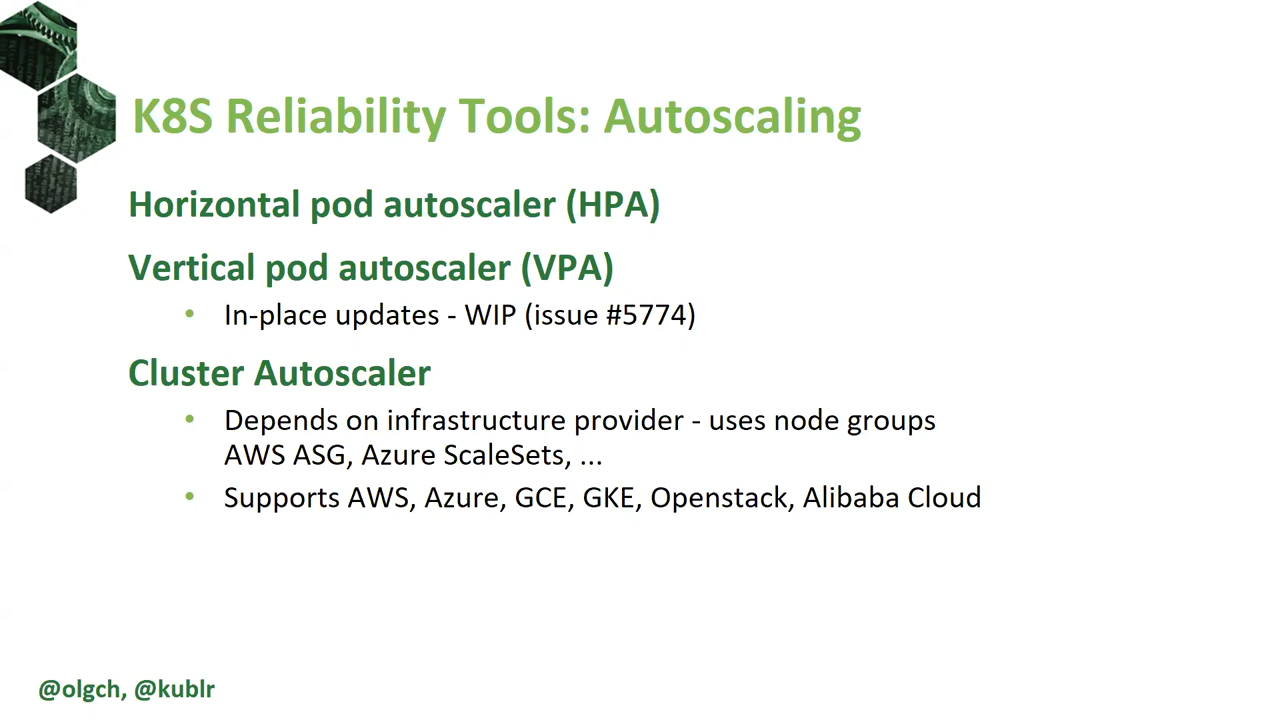 K8S Reliability Tools: Autoscaling
Horizontal pod autoscaler (HPA)
Vertical pod autoscaler (VPA)
• In-place updates - WIP (issue #5774)
Cluster Autoscaler
• Depends on infrastructure provider - uses node groups
AWS ASG, Azure ScaleSets, ...
• Supports AWS, Azure, GCE, GKE, Openstack, Alibaba Cloud
@olgch, @kublr